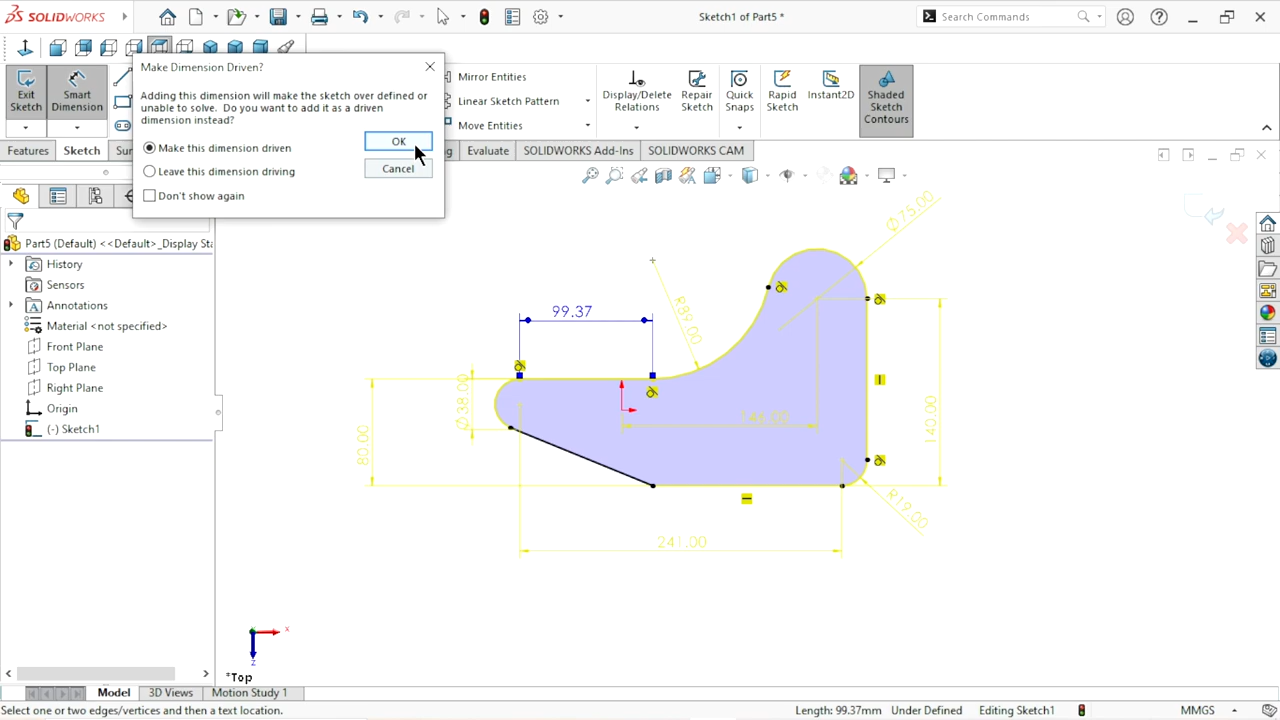 SOLIDWORKS
Sketch1 of Part5 *
Search Commands
Make Dimension Driven?
Adding this dimension will make the sketch over defined or
unable to solve. Do you want to add it as a driven
dimension instead?
Make this dimension driven
OK
Leave this dimension driving
Cancel
Don't show again
Exit
Sketch
Smart
Dimension
Mirror Entities
Linear Sketch Pattern
Move Entities
Display/Delete
Relations
Repair
Sketch
Quick
Snaps
Rapid
Sketch
Instant2D
Shaded
Sketch
Contours
Features
Sketch
Sur
Evaluate
SOLIDWORKS Add-Ins
SOLIDWORKS CAM
Part5 (Default) <<Default>_Display Sta
History
Sensors
Annotations
Material <not specified>
Front Plane
Top Plane
Right Plane
Origin
(-) Sketch1
Ø75.00
99.37
R89.00
Ø38.00
80.00
144.00
140.00
R19.00
241.00
x
z
*Top
Model
3D Views
Motion Study 1
Select one or two edges/vertices and then a text location.
Length: 99.37mm
Under Defined
Editing Sketch1
MMGS